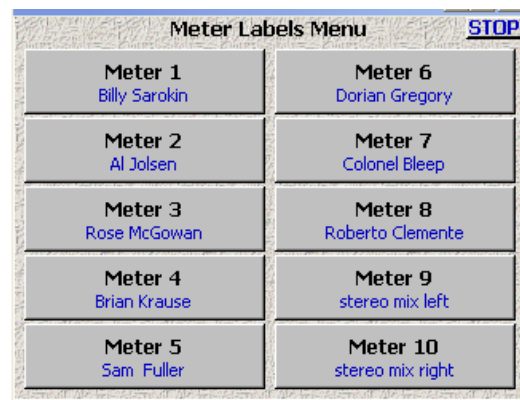 Meter Labels Menu STOP
Meter 1
Billy Sarokin
Meter 2
Al Jolsen
Meter 3
Rose McGowan
Meter 4
Brian Krause
Meter 5
Sam Fuller
Meter 6
Dorian Gregory
Meter 7
Colonel Bleep
Meter 8
Roberto Clemente
Meter 9
stereo mix left
Meter 10
stereo mix right